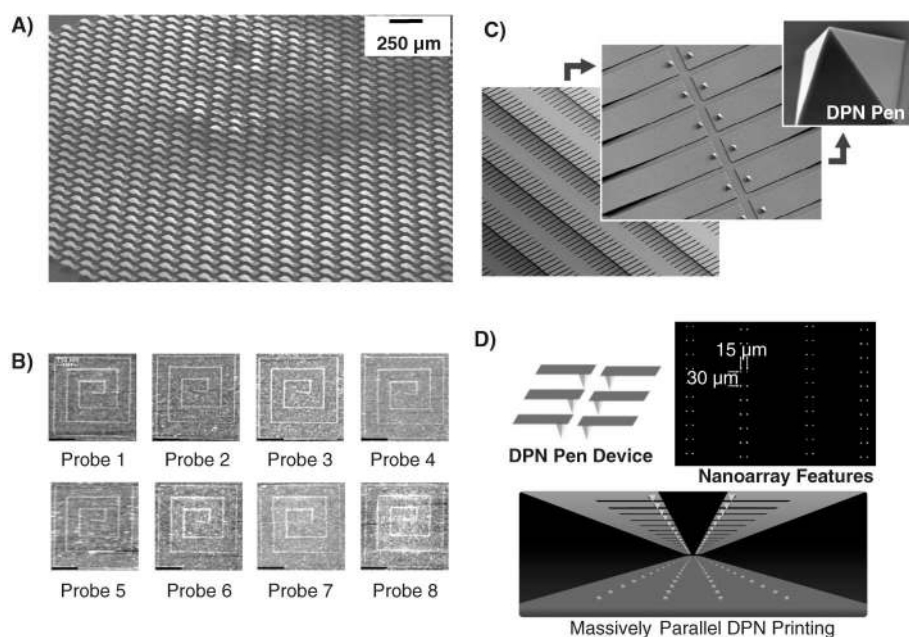 A)
250 μm
B)
Probe 1
Probe 2
Probe 3
Probe 4
Probe 5
Probe 6
Probe 7
Probe 8
C)
DPN Pen
D)
15 μm
30 μm
DPN Pen Device
Nanoarray Features
Massively Parallel DPN Printing